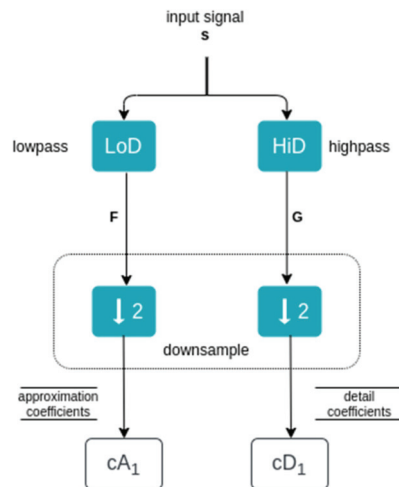 input signal
s
lowpass
LoD
HiD
highpass
F
G
↓ 2
↓ 2
downsample
approximation
coefficients
detail
coefficients
cA1
cD1